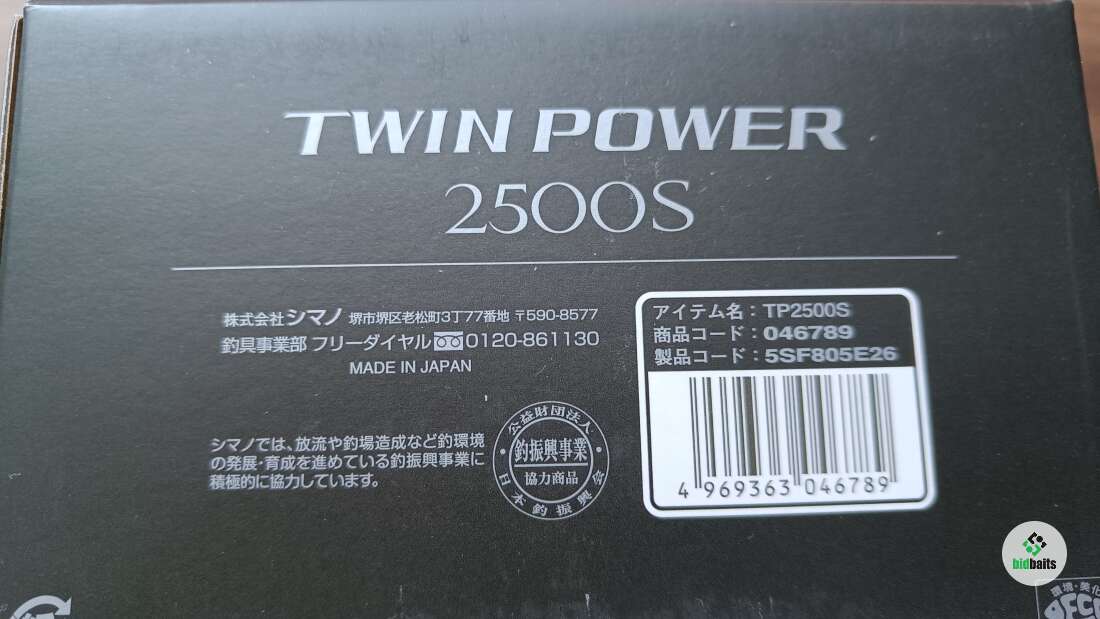 TWIN POWER
2500S
株式会社シマノ 堺市堺区老松町3丁77番地 〒590-8577
釣具事業部 フリーダイヤル 0120-861130
MADE IN JAPAN
シマノでは、放流や釣場造成など釣環境
の発展・育成を進めている釣振興事業に
積極的に協力しています。
公益財団法人
釣振興事業
協力商品
日本釣振興会
アイテム名：TP2500S
商品コード：046789
製品コード：5SF805E26
4 969363 046789
bidbaits
環境・美化